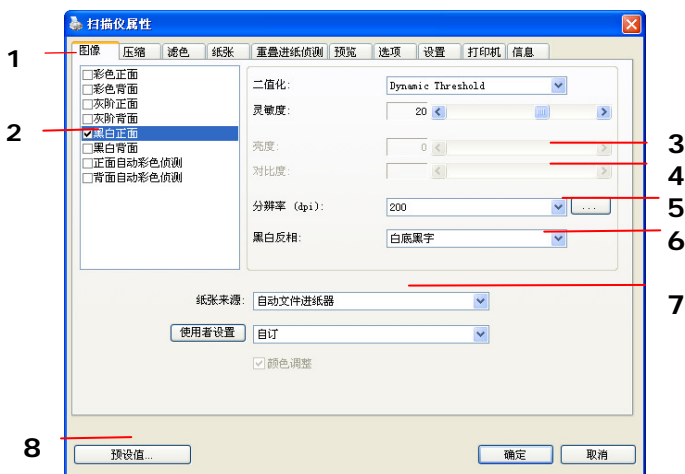 扫描仪属性
图像 压缩 滤色 纸张 重叠进纸侦测 预览 选项 设置 打印机 信息
1
彩色正面
彩色背面
灰阶正面
灰阶背面
2
黑白正面
黑白背面
正面自动彩色侦测
背面自动彩色侦测
二值化: Dynamic Threshold
灵敏度: 20
亮度: 0
3
对比度:
4
分辨率 (dpi): 200 ...
5
黑白反相: 白底黑字
6
纸张来源: 自动文件进纸器
7
使用者设置 自订
颜色调整
8
预设值... 确定 取消